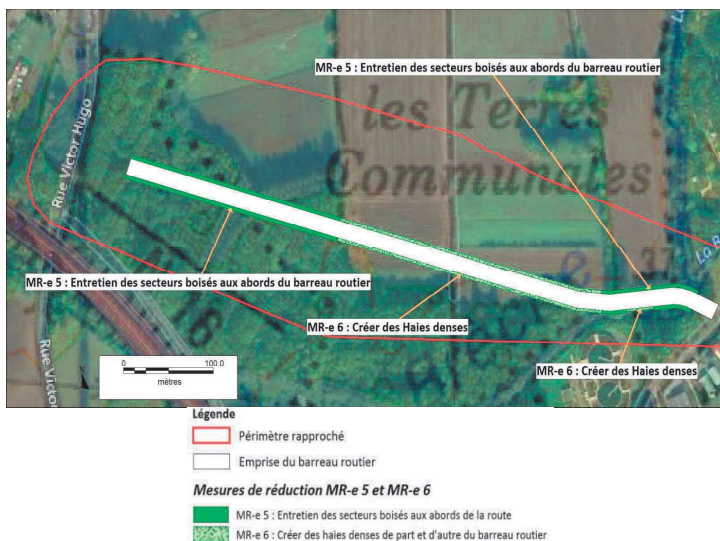 MR-e 5 : Entretien des secteurs boisés aux abords du barreau routier
les Terres
Communales
Rue Victor Hugo
MR-e 5 : Entretien des secteurs boisés aux abords du barreau routier
MR-e 6 : Créer des Haies denses
37
16
MR-e 6 : Créer des Haies denses
Rue Victo
0
100.0
mètres
N
Légende
Périmètre rapproché
Emprise du barreau routier
Mesures de réduction MR-e 5 et MR-e 6
MR-e 5 : Entretien des secteurs boisés aux abords de la route
MR-e 6 : Créer des haies denses de part et d'autre du barreau routier